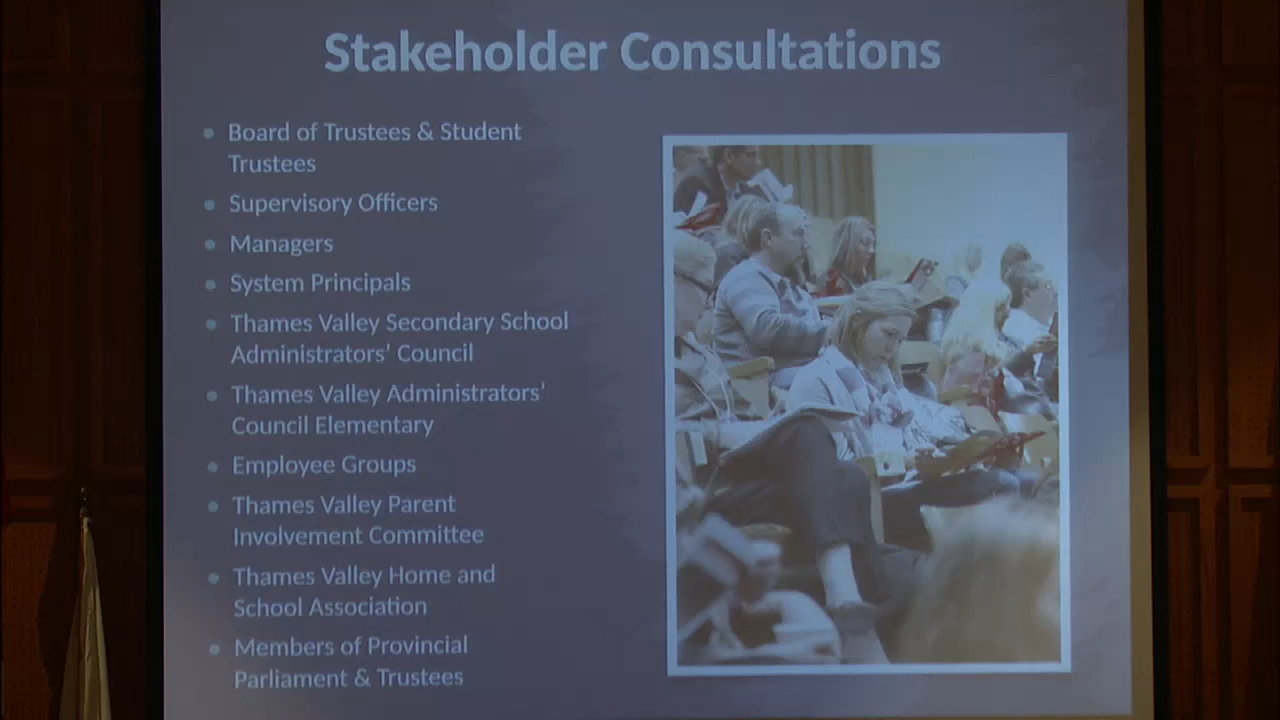 Stakeholder Consultations
Board of Trustees & Student
Trustees
Supervisory Officers
Managers
System Principals
Thames Valley Secondary School
Administrators' Council
Thames Valley Administrators'
Council Elementary
Employee Groups
Thames Valley Parent
Involvement Committee
Thames Valley Home and
School Association
Members of Provincial
Parliament & Trustees